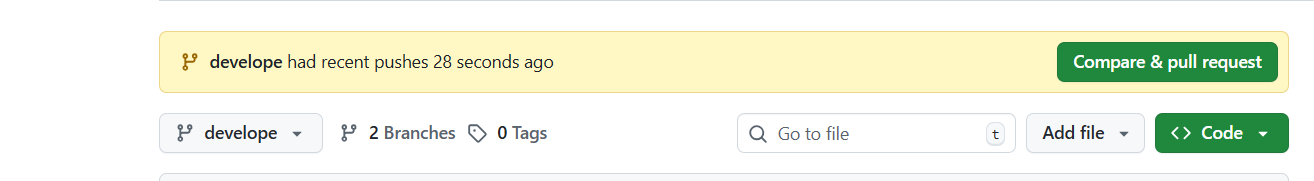 develope had recent pushes 28 seconds ago
Compare & pull request
develope
2 Branches
0 Tags
Go to file
t
Add file
Code